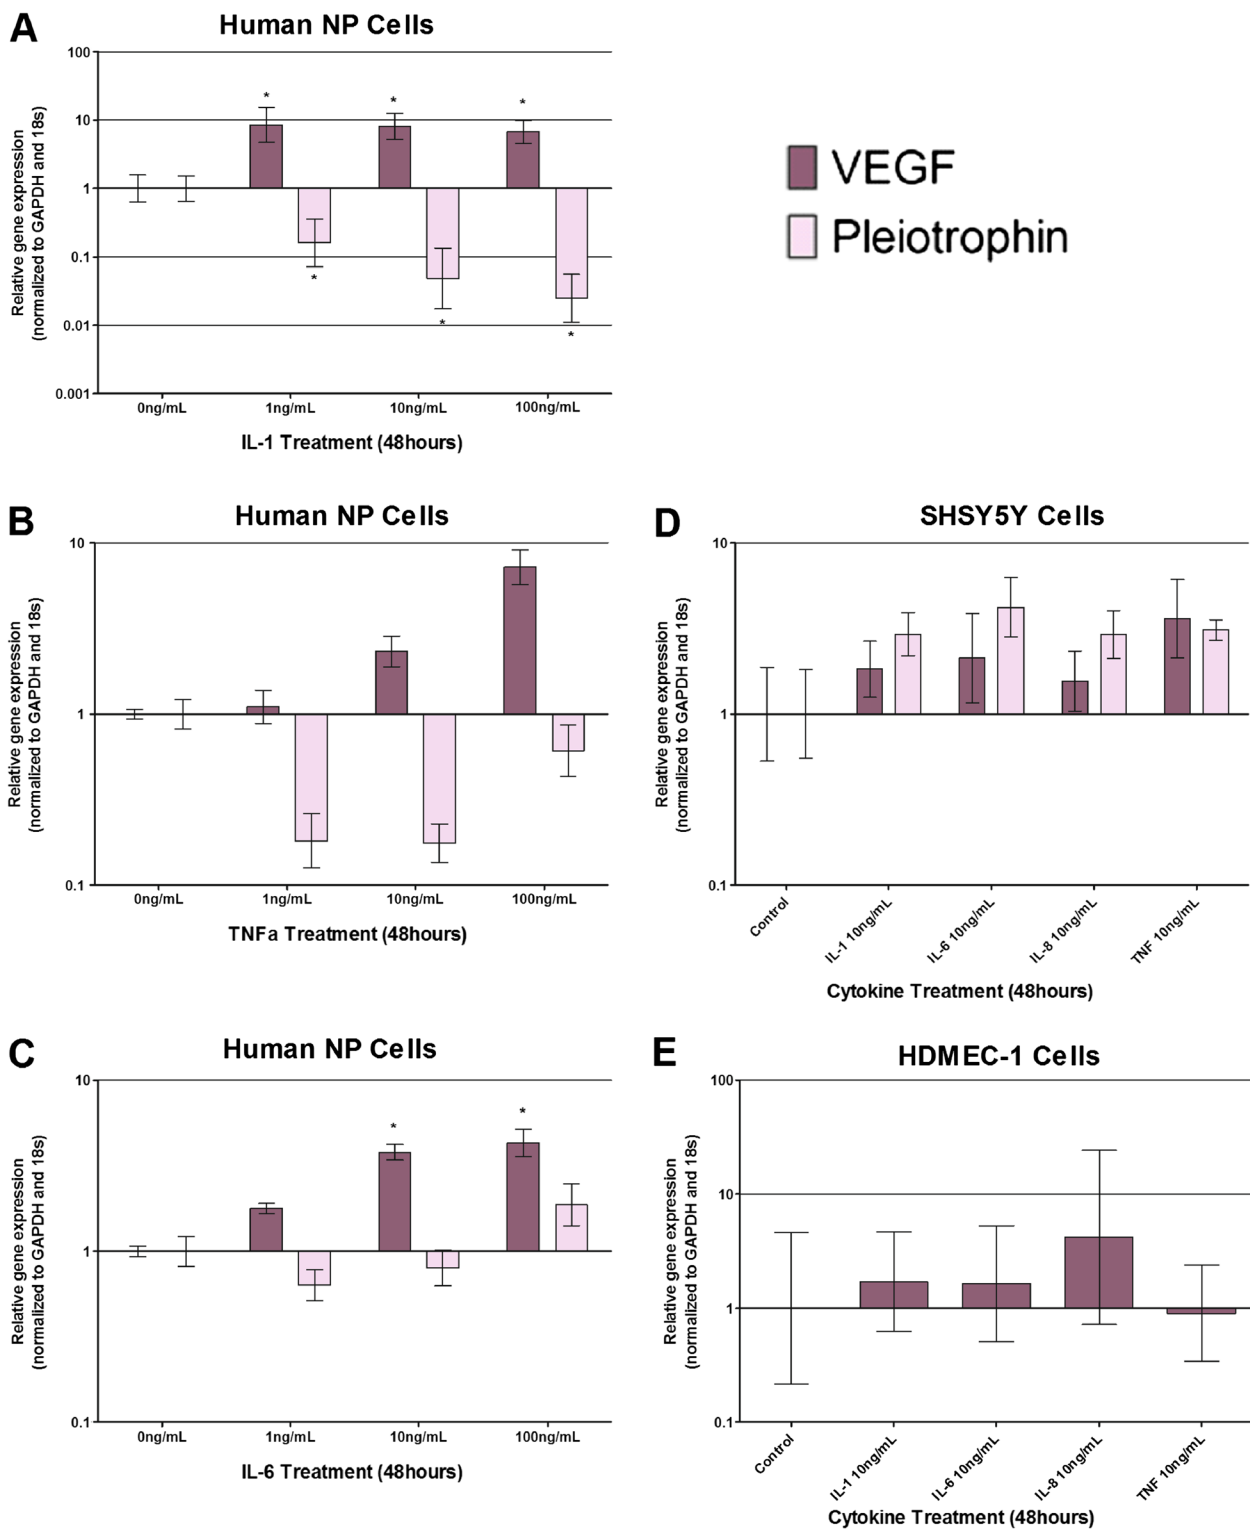 A
Human NP Cells
100
10
1
0.1
0.01
0.001
Relative gene expression
(normalized to GAPDH and 18s)
*
*
*
*
*
*
0ng/mL 1ng/mL 10ng/mL 100ng/mL
IL-1 Treatment (48hours)
VEGF
Pleiotrophin
B
Human NP Cells
10
1
0.1
Relative gene expression
(normalized to GAPDH and 18s)
0ng/mL 1ng/mL 10ng/mL 100ng/mL
TNFa Treatment (48hours)
D
SHSY5Y Cells
10
1
0.1
Relative gene expression
(normalized to GAPDH and 18s)
Control
IL-1 10ng/mL
IL-6 10ng/mL
IL-8 10ng/mL
TNF 10ng/mL
Cytokine Treatment (48hours)
C
Human NP Cells
10
1
0.1
Relative gene expression
(normalized to GAPDH and 18s)
*
*
0ng/mL 1ng/mL 10ng/mL 100ng/mL
IL-6 Treatment (48hours)
E
HDMEC-1 Cells
100
10
1
0.1
Relative gene expression
(normalized to GAPDH and 18s)
Control
IL-1 10ng/mL
IL-6 10ng/mL
IL-8 10ng/mL
TNF 10ng/mL
Cytokine Treatment (48hours)